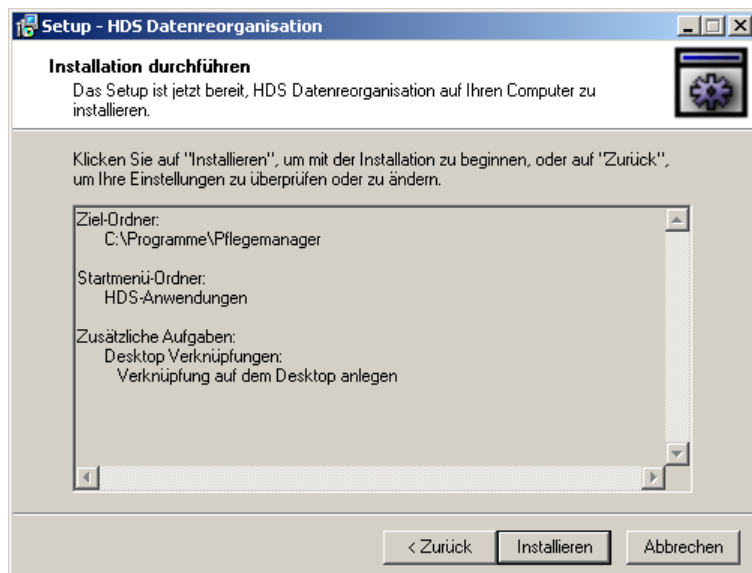 Setup - HDS Datenreorganisation
Installation durchführen
Das Setup ist jetzt bereit, HDS Datenreorganisation auf Ihren Computer zu
installieren.
Klicken Sie auf "Installieren", um mit der Installation zu beginnen, oder auf "Zurück",
um Ihre Einstellungen zu überprüfen oder zu ändern.
Ziel-Ordner:
C:\Programme\Pflegemanager
Startmenü-Ordner:
HDS-Anwendungen
Zusätzliche Aufgaben:
Desktop Verknüpfungen:
Verknüpfung auf dem Desktop anlegen
< Zurück
Installieren
Abbrechen